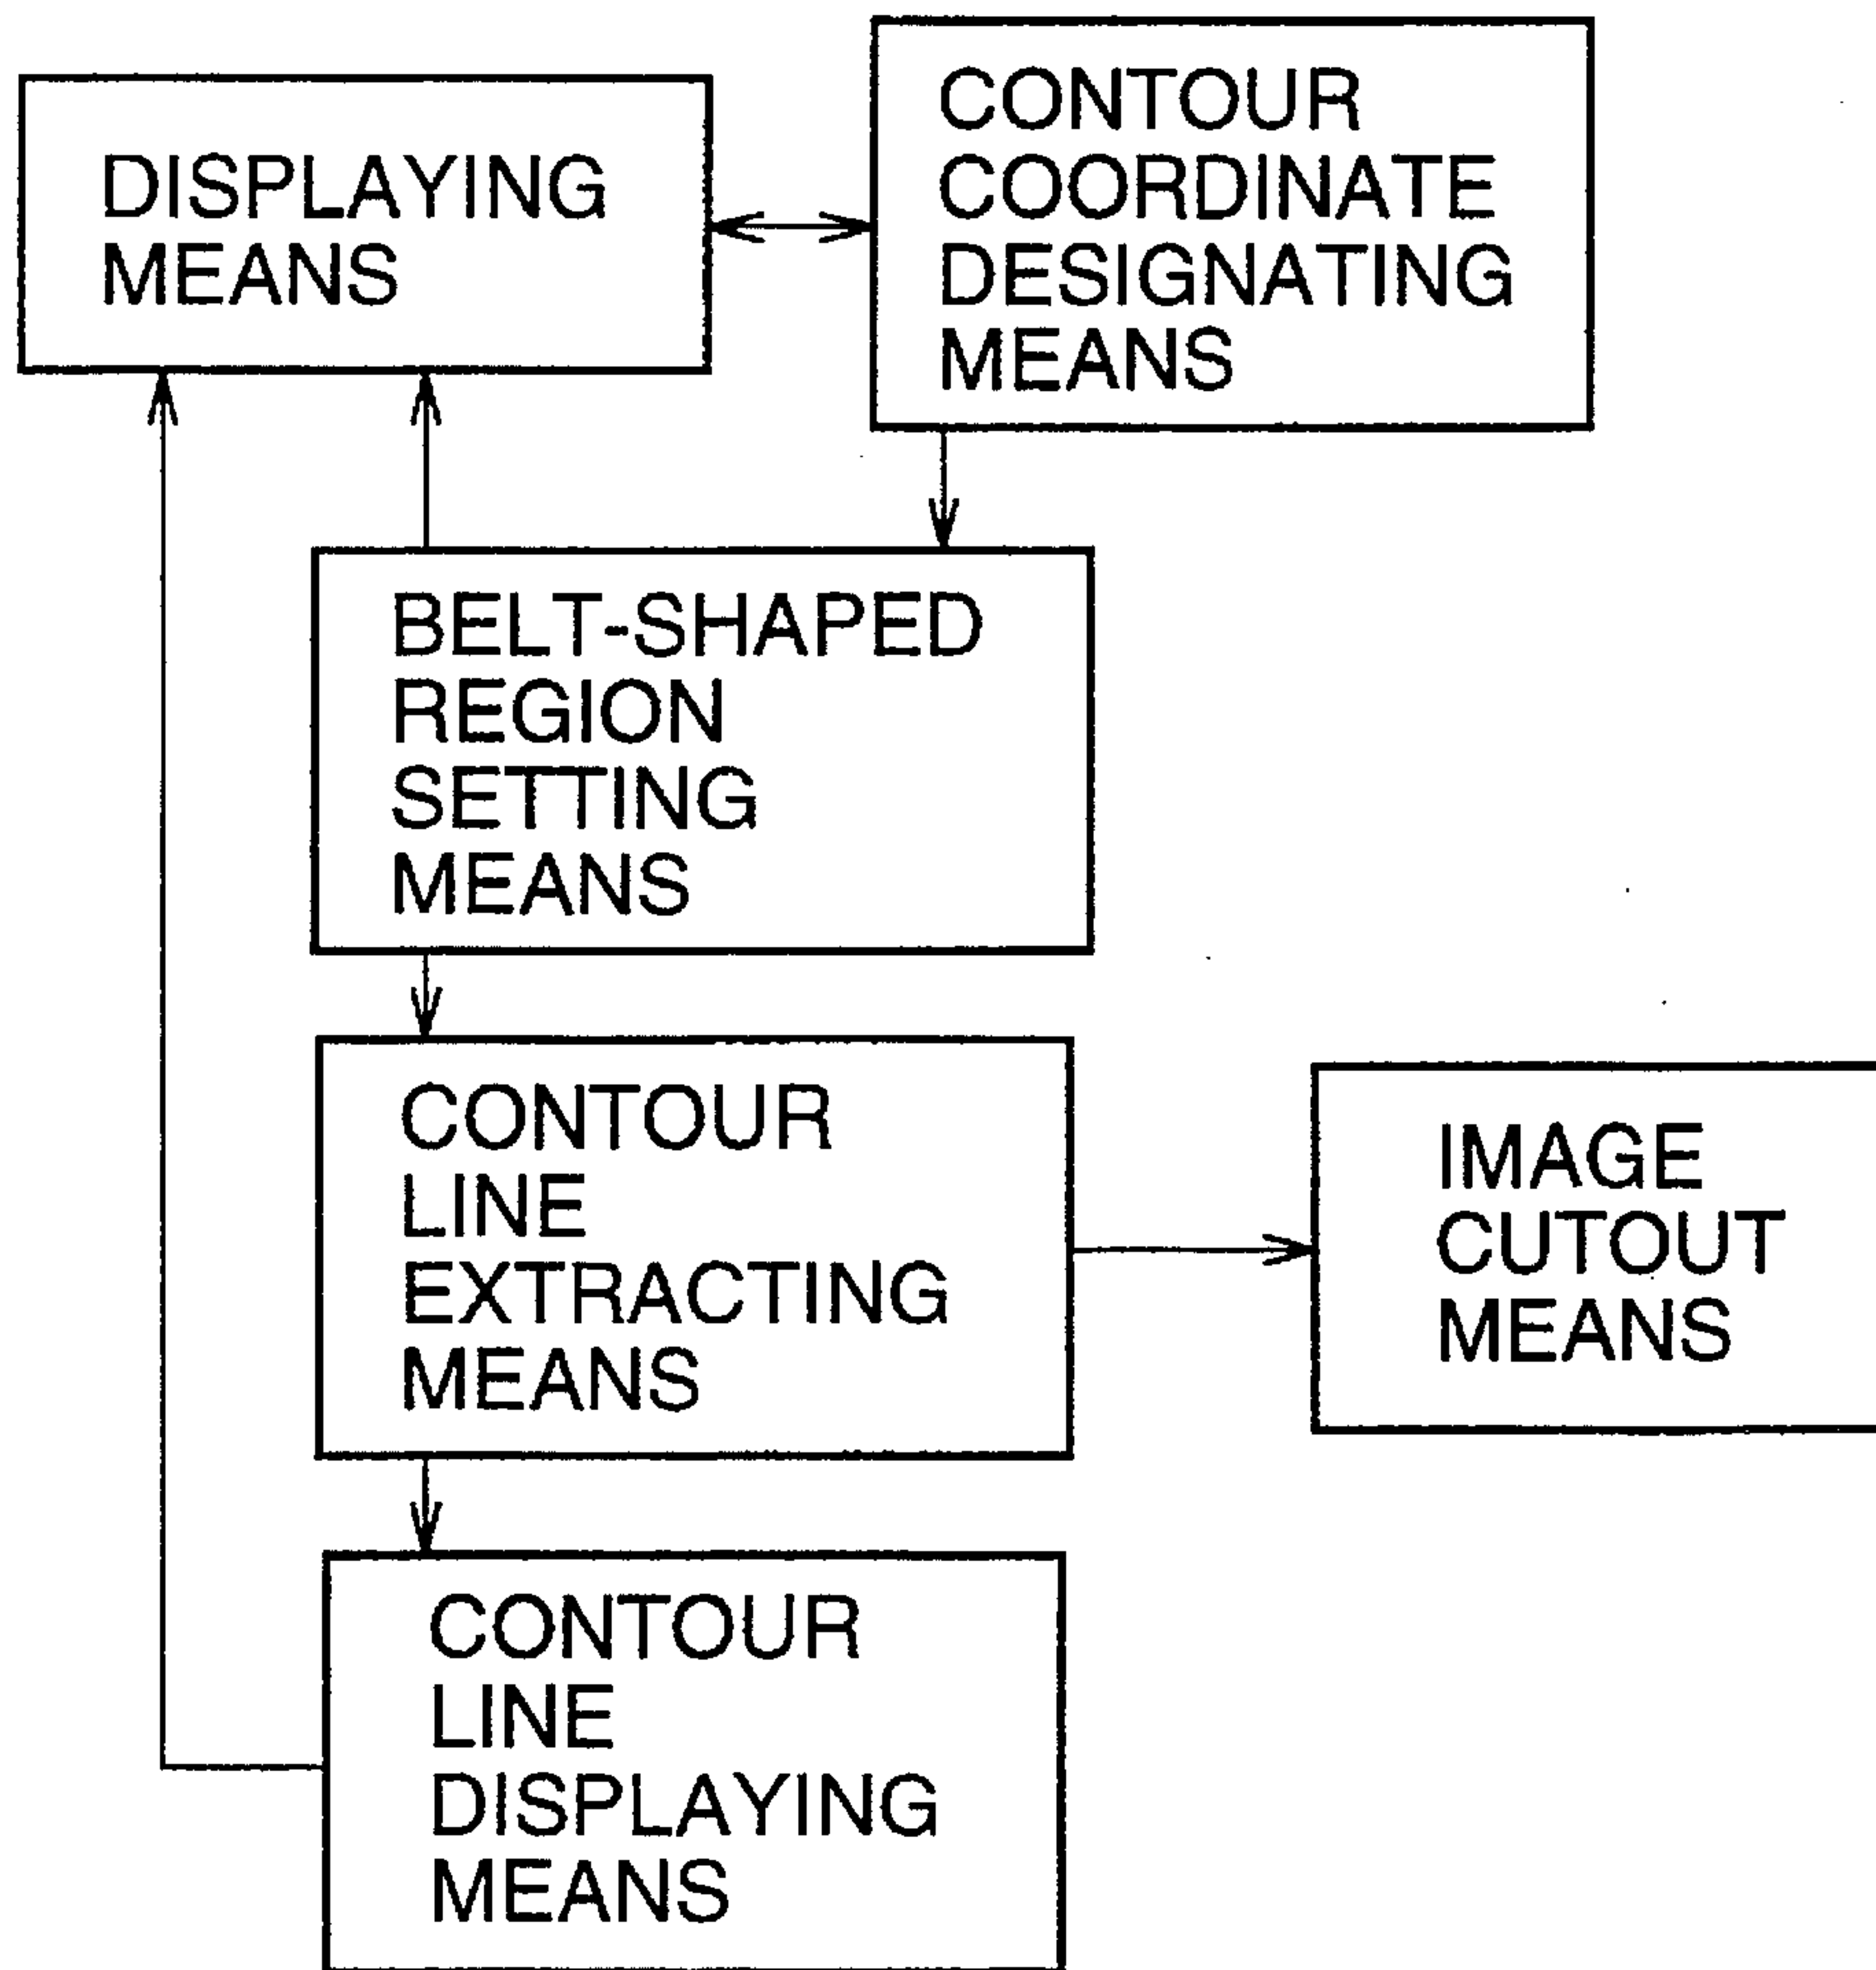 DISPLAYING
MEANS
CONTOUR
COORDINATE
DESIGNATING
MEANS
BELT-SHAPED
REGION
SETTING
MEANS
CONTOUR
LINE
EXTRACTING
MEANS
IMAGE
CUTOUT
MEANS
CONTOUR
LINE
DISPLAYING
MEANS